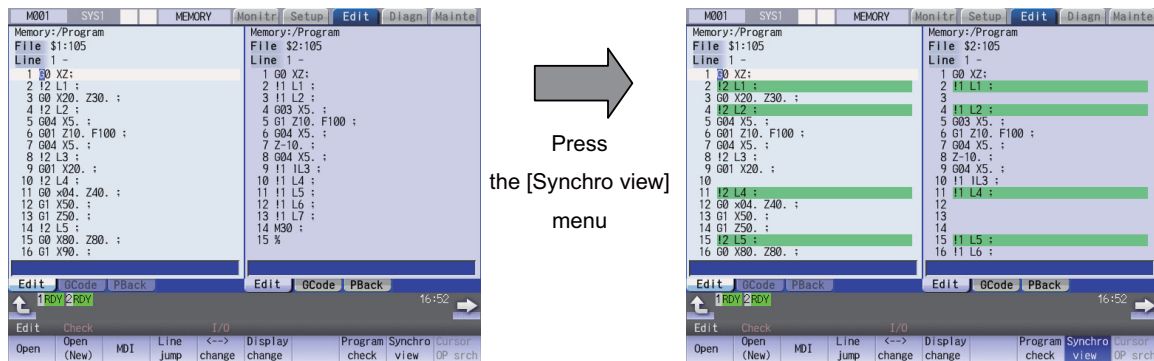 M001 SYS1 MEMORY Monitr Setup Edit Diagn Mainte
Memory:/Program
File $1:105
Line 1 -
1 G0 XZ;
2 !2 L1 ;
3 G0 X20. Z30. ;
4 !2 L2 ;
5 G04 X5. ;
6 G01 Z10. F100 ;
7 G04 X5. ;
8 !2 L3 ;
9 G01 X20. ;
10 !2 L4 ;
11 G0 x04. Z40. ;
12 G1 X50. ;
13 G1 Z50. ;
14 !2 L5 ;
15 G0 X80. Z80. ;
16 G1 X90. ;
Memory:/Program
File $2:105
Line 1 -
1 G0 XZ;
2 !1 L1 ;
3 !1 L2 ;
4 G03 X5. ;
5 G1 Z10. F100 ;
6 G04 X5. ;
7 Z-10. ;
8 G04 X5. ;
9 !1 IL3 ;
10 !1 L4 ;
11 !1 L5 ;
12 !1 L6 ;
13 !1 L7 ;
14 M30 ;
15 %
Edit GCode PBack Edit GCode PBack
1RDY 2RDY 16:52
Edit Check I/O
Open Open (New) MDI Line jump <--> change Display change Program check Synchro view Cursor OP srch
Press
the [Synchro view]
menu
M001 SYS1 MEMORY Monitr Setup Edit Diagn Mainte
Memory:/Program
File $1:105
Line 1 -
1 G0 XZ;
2 !2 L1 ;
3 G0 X20. Z30. ;
4 !2 L2 ;
5 G04 X5. ;
6 G01 Z10. F100 ;
7 G04 X5. ;
8 !2 L3 ;
9 G01 X20. ;
10
11 !2 L4 ;
12 G0 x04. Z40. ;
13 G1 X50. ;
14 G1 Z50. ;
15 !2 L5 ;
16 G0 X80. Z80. ;
Memory:/Program
File $2:105
Line 1 -
1 G0 XZ;
2 !1 L1 ;
3
4 !1 L2 ;
5 G03 X5. ;
6 G1 Z10. F100 ;
7 G04 X5. ;
8 Z-10. ;
9 G04 X5. ;
10 !1 IL3 ;
11 !1 L4 ;
12
13
14
15 !1 L5 ;
16 !1 L6 ;
Edit GCode PBack Edit GCode PBack
1RDY 2RDY 16:52
Edit Check I/O
Open Open (New) MDI Line jump <--> change Display change Program check Synchro view Cursor OP srch